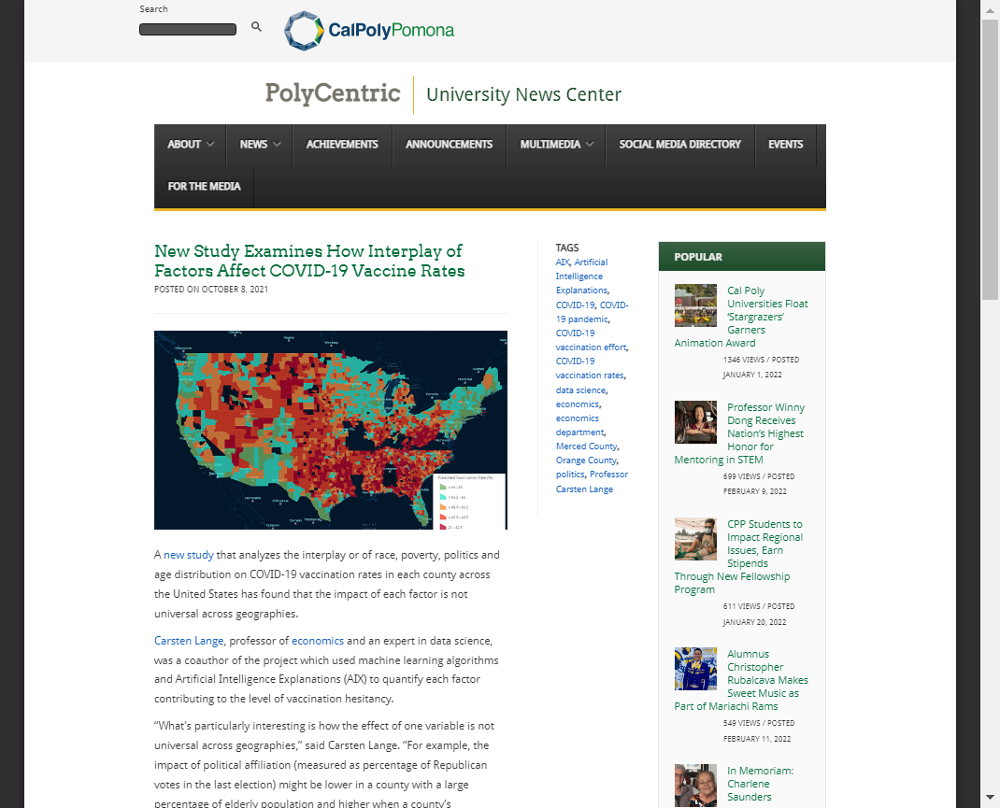 Search
CalPolyPomona
PolyCentric
University News Center
ABOUT
NEWS
ACHIEVEMENTS
ANNOUNCEMENTS
MULTIMEDIA
SOCIAL MEDIA DIRECTORY
EVENTS
FOR THE MEDIA
New Study Examines How Interplay of
Factors Affect COVID-19 Vaccine Rates
POSTED ON OCTOBER 8, 2021
Predicted Vaccination Rate (%)
A new study that analyzes the interplay or of race, poverty, politics and
age distribution on COVID-19 vaccination rates in each county across
the United States has found that the impact of each factor is not
universal across geographies.
Carsten Lange, professor of economics and an expert in data science,
was a coauthor of the project which used machine learning algorithms
and Artificial Intelligence Explanations (AIX) to quantify each factor
contributing to the level of vaccination hesitancy.
“What’s particularly interesting is how the effect of one variable is not
universal across geographies,” said Carsten Lange. “For example, the
impact of political affiliation (measured as percentage of Republican
votes in the last election) might be lower in a county with a large
percentage of elderly population and higher when a county’s
TAGS
AIX, Artificial
Intelligence
Explanations,
COVID-19, COVID-
19 pandemic,
COVID-19
vaccination effort,
COVID-19
vaccination rates,
data science,
economics,
economics
department,
Merced County,
Orange County,
politics, Professor
Carsten Lange
POPULAR
Cal Poly
Universities Float
‘Stargrazers’
Garners
Animation Award
1346 VIEWS / POSTED
JANUARY 1, 2022
Professor Winny
Dong Receives
Nation’s Highest
Honor for
Mentoring in STEM
699 VIEWS / POSTED
FEBRUARY 9, 2022
CPP Students to
Impact Regional
Issues, Earn
Stipends
Through New Fellowship
Program
611 VIEWS / POSTED
JANUARY 20, 2022
Alumnus
Christopher
Rubalcava Makes
Sweet Music as
Part of Mariachi Rams
549 VIEWS / POSTED
FEBRUARY 11, 2022
In Memoriam:
Charlene
Saunders